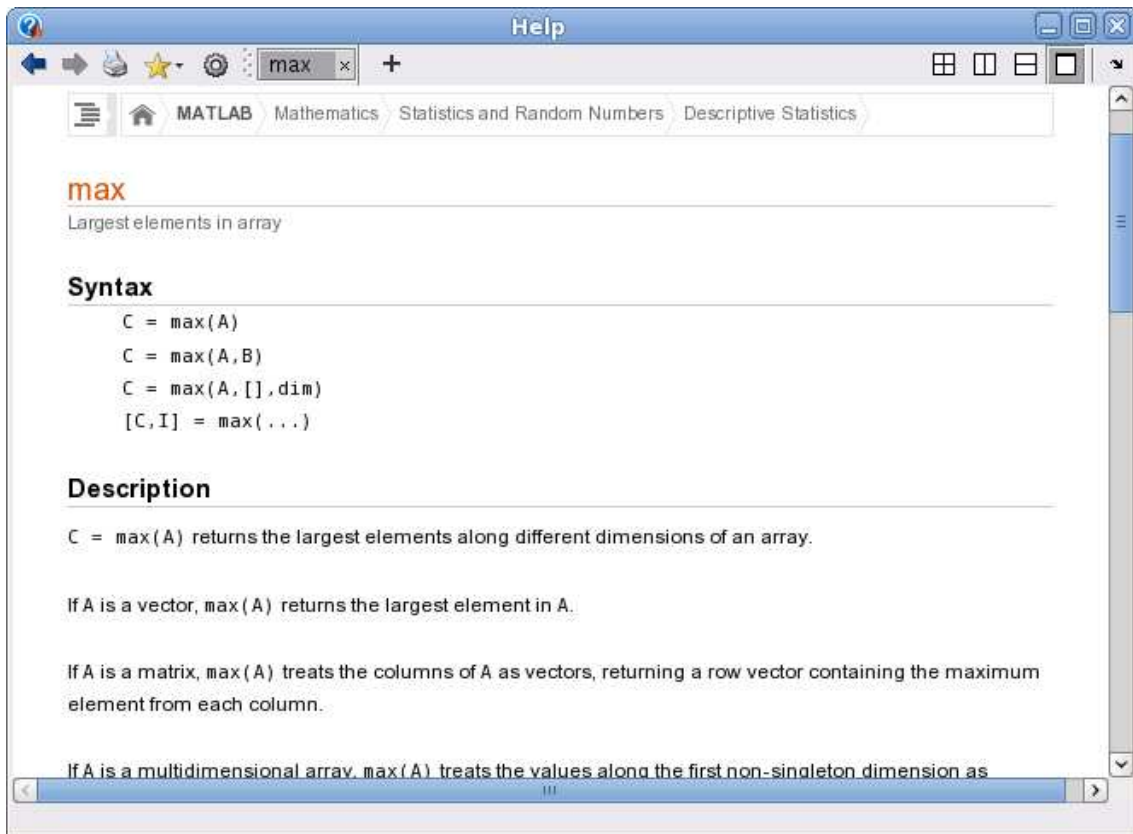 Help
max
MATLAB Mathematics Statistics and Random Numbers Descriptive Statistics
max
Largest elements in array
Syntax
C = max(A)
C = max(A,B)
C = max(A,[],dim)
[C,I] = max(...)
Description
C = max(A) returns the largest elements along different dimensions of an array.
If A is a vector, max(A) returns the largest element in A.
If A is a matrix, max(A) treats the columns of A as vectors, returning a row vector containing the maximum
element from each column.
If A is a multidimensional array, max(A) treats the values along the first non-singleton dimension as